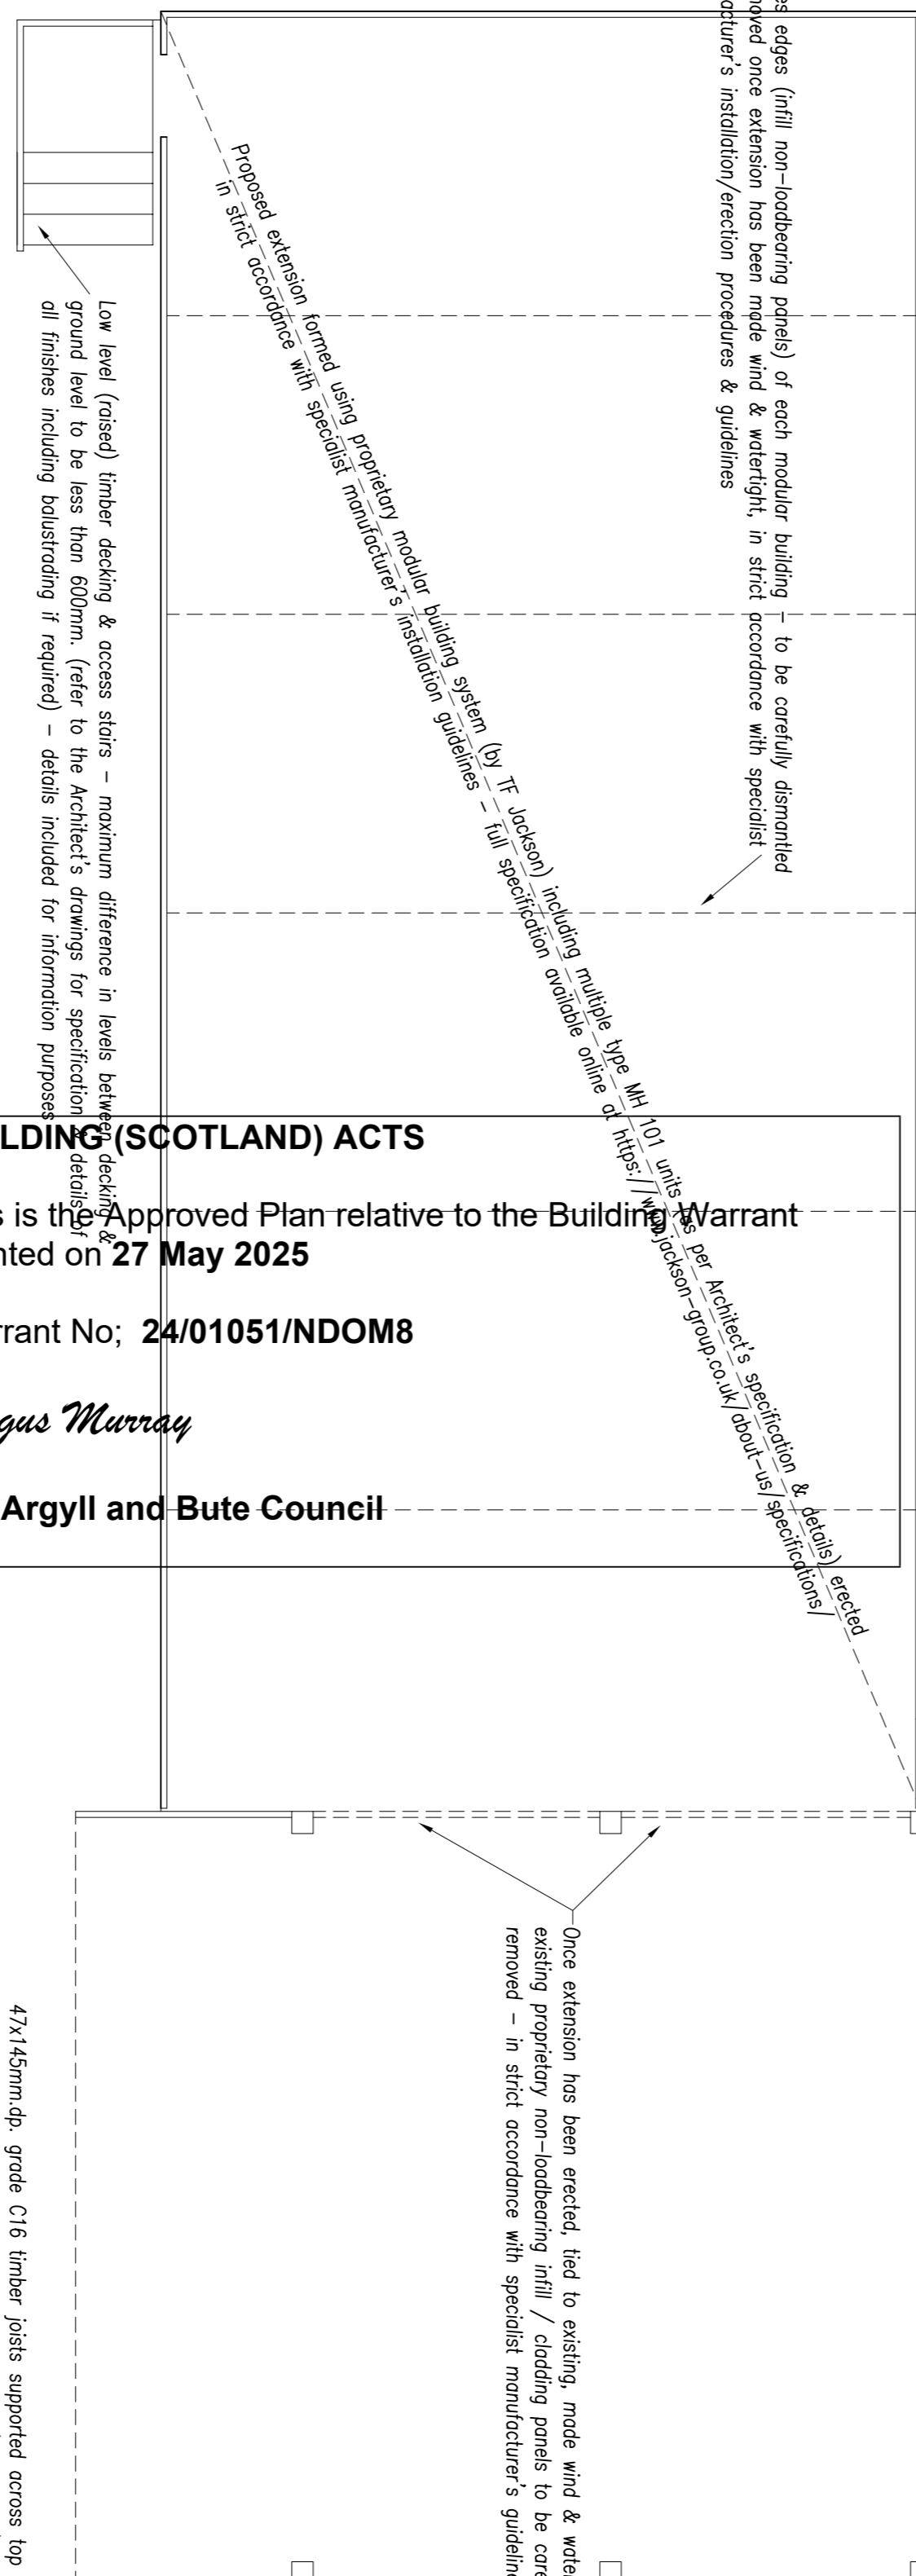 es edges (infill non-loadbearing panels) of each modular building - to be carefully dismantled
moved once extension has been made wind & watertight, in strict accordance with specialist
acturer's installation/erection procedures & guidelines
Proposed extension formed using proprietary modular building system (by TF Jackson) including multiple type MH 101 units (as per Architect's specification & details) erected
in strict accordance with specialist manufacturer's installation guidelines - full specification available online at https://www.jackson-group.co.uk/about-us/specifications/
Low level (raised) timber decking & access stairs - maximum difference in levels between decking &
ground level to be less than 600mm. (refer to the Architect's drawings for specification & details of
all finishes including balustrading if required) - details included for information purposes
LDING (SCOTLAND) ACTS
s is the Approved Plan relative to the Building Warrant
nted on 27 May 2025
rrant No; 24/01051/NDOM8
gus Murray
Argyll and Bute Council
Once extension has been erected, tied to existing, made wind & wate
existing proprietary non-loadbearing infill / cladding panels to be care
removed - in strict accordance with specialist manufacturer's guideline
47x145mm.dp. grade C16 timber joists supported across top